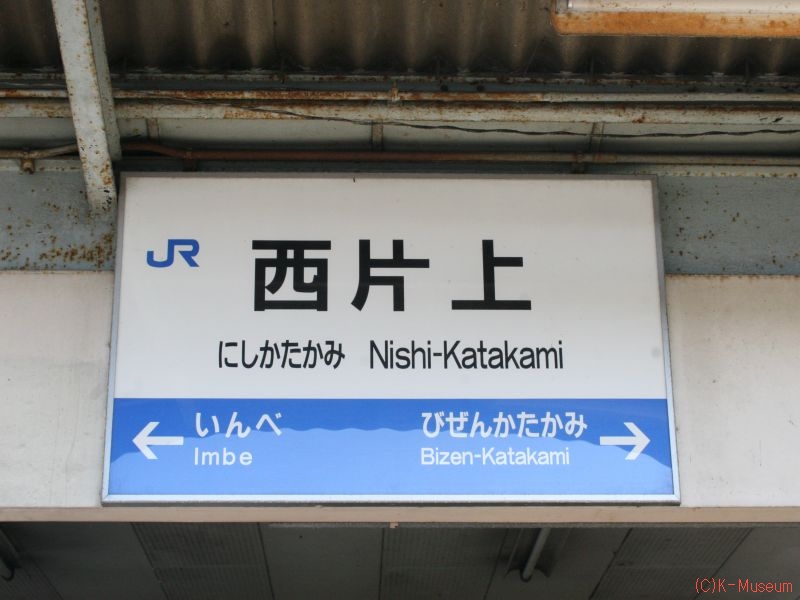 JR
西片上
にしかたかみ Nishi-Katakami
← いんべ びぜんかたかみ →
Imbe Bizen-Katakami
(C)K-Museum